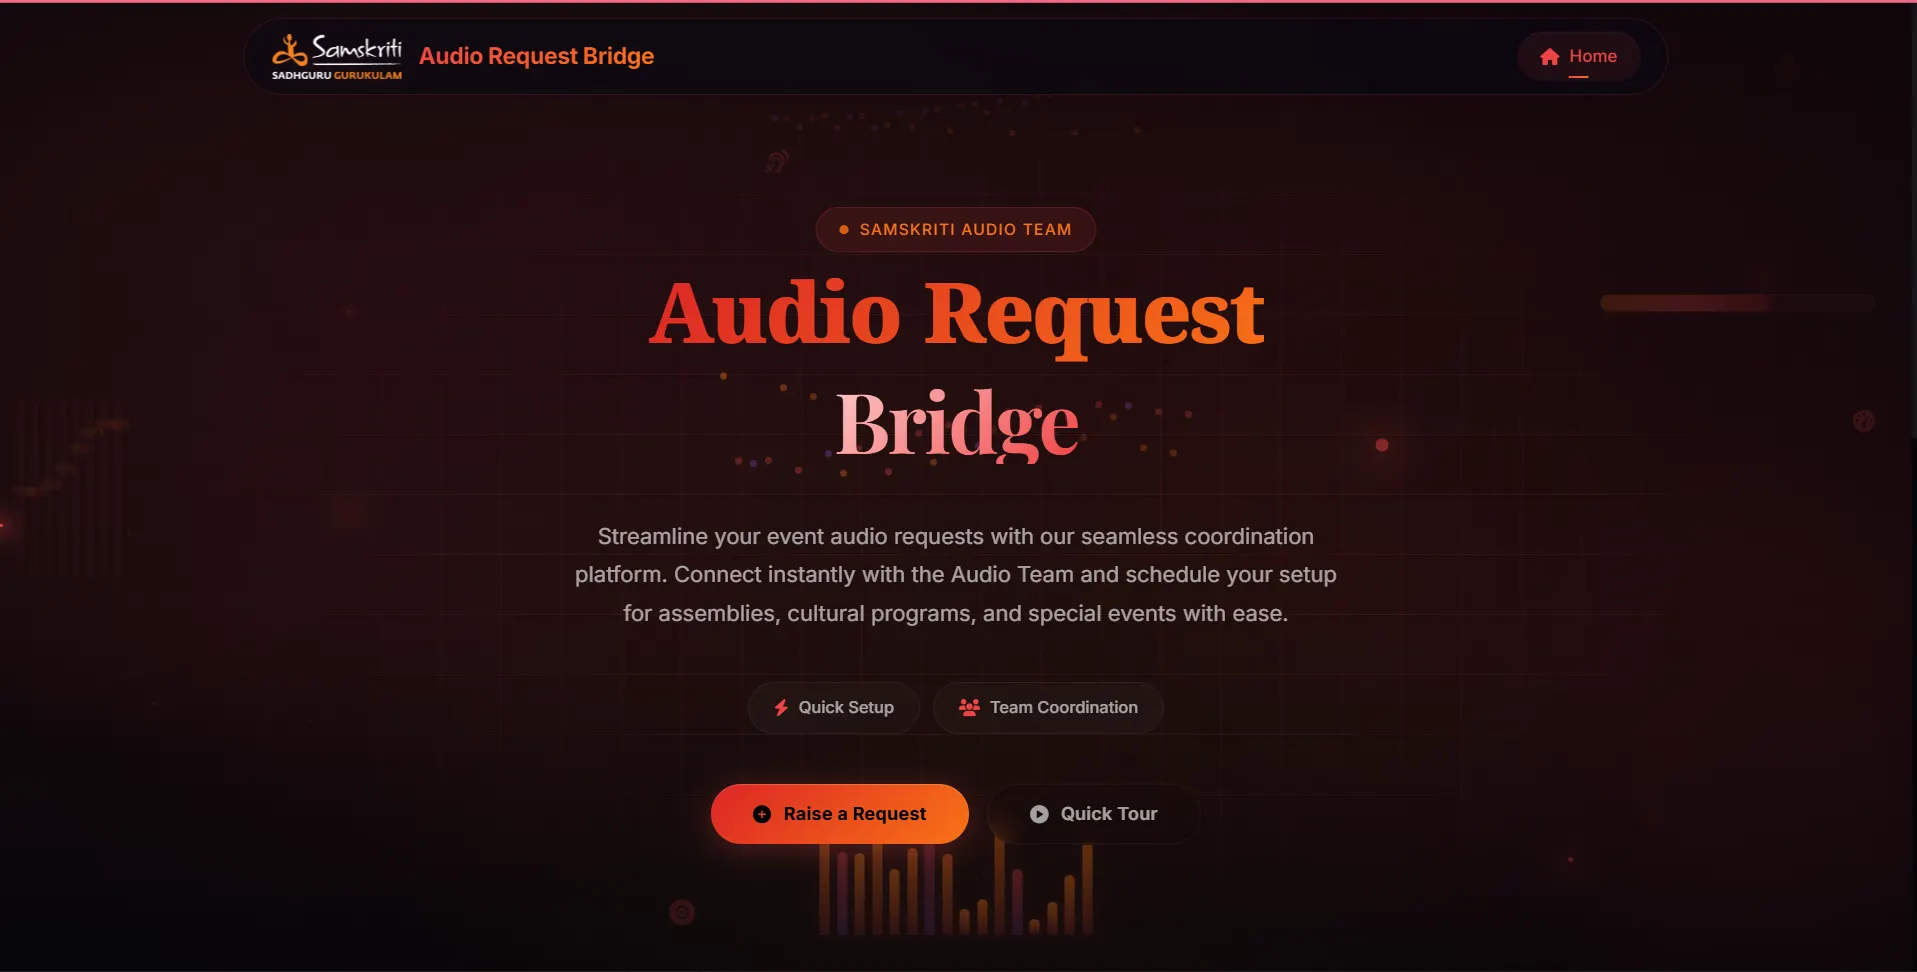 Samskriti
SADHGURU GURUKULAM
Audio Request Bridge
Home
SAMSKRITI AUDIO TEAM
Audio Request
Bridge
Streamline your event audio requests with our seamless coordination
platform. Connect instantly with the Audio Team and schedule your setup
for assemblies, cultural programs, and special events with ease.
Quick Setup
Team Coordination
Raise a Request
Quick Tour